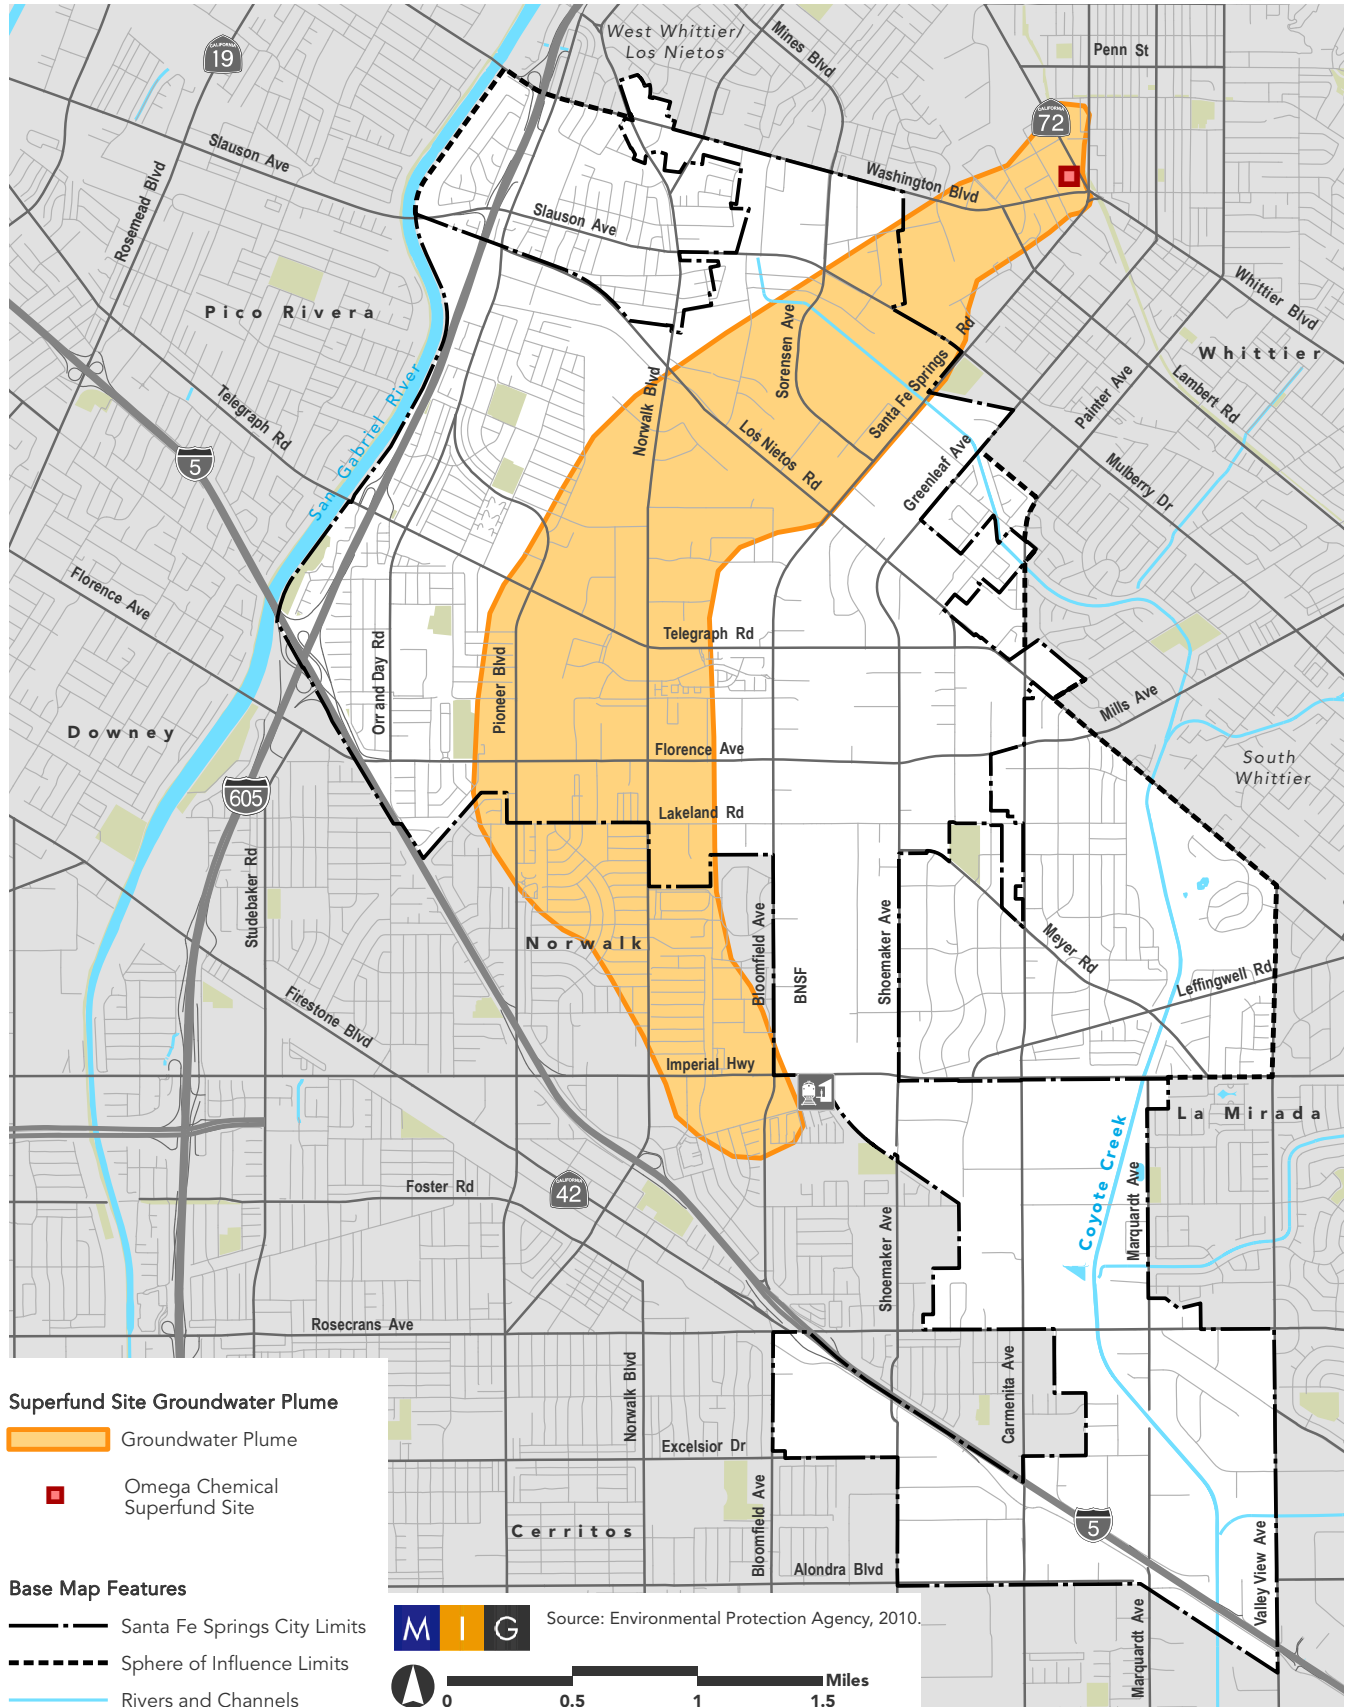 West Whittier/
Los Nietos
Mines Blvd
Penn St
CALIFORNIA
19
CALIFORNIA
72
Slauson Ave
Rosemead Blvd
Washington Blvd
Slauson Ave
Whittier Blvd
Pico Rivera
Sorensen Ave
Santa Fe Springs Rd
Whittier
Painter Ave
Lambert Rd
San Gabriel River
Telegraph Rd
Norwalk Blvd
Los Nietos Rd
Greenleaf Ave
Mulberry Dr
5
Florence Ave
Telegraph Rd
Orr and Day Rd
Pioneer Blvd
Mills Ave
Downey
Florence Ave
South
Whittier
605
Lakeland Rd
Studebaker Rd
Norwalk
Bloomfield Ave
BNSF
Shoemaker Ave
Meyer Rd
Leffingwell Rd
Firestone Blvd
Imperial Hwy
La Mirada
Coyote Creek
Marquardt Ave
Foster Rd
CALIFORNIA
42
Shoemaker Ave
Rosecrans Ave
Norwalk Blvd
Carmenita Ave
Excelsior Dr
Bloomfield Ave
Cerritos
5
Alondra Blvd
Valley View Ave
Marquardt Ave
Superfund Site Groundwater Plume
Groundwater Plume
Omega Chemical
Superfund Site
Base Map Features
Santa Fe Springs City Limits
Sphere of Influence Limits
Rivers and Channels
M I G
Source: Environmental Protection Agency, 2010.
Miles
0 0.5 1 1.5